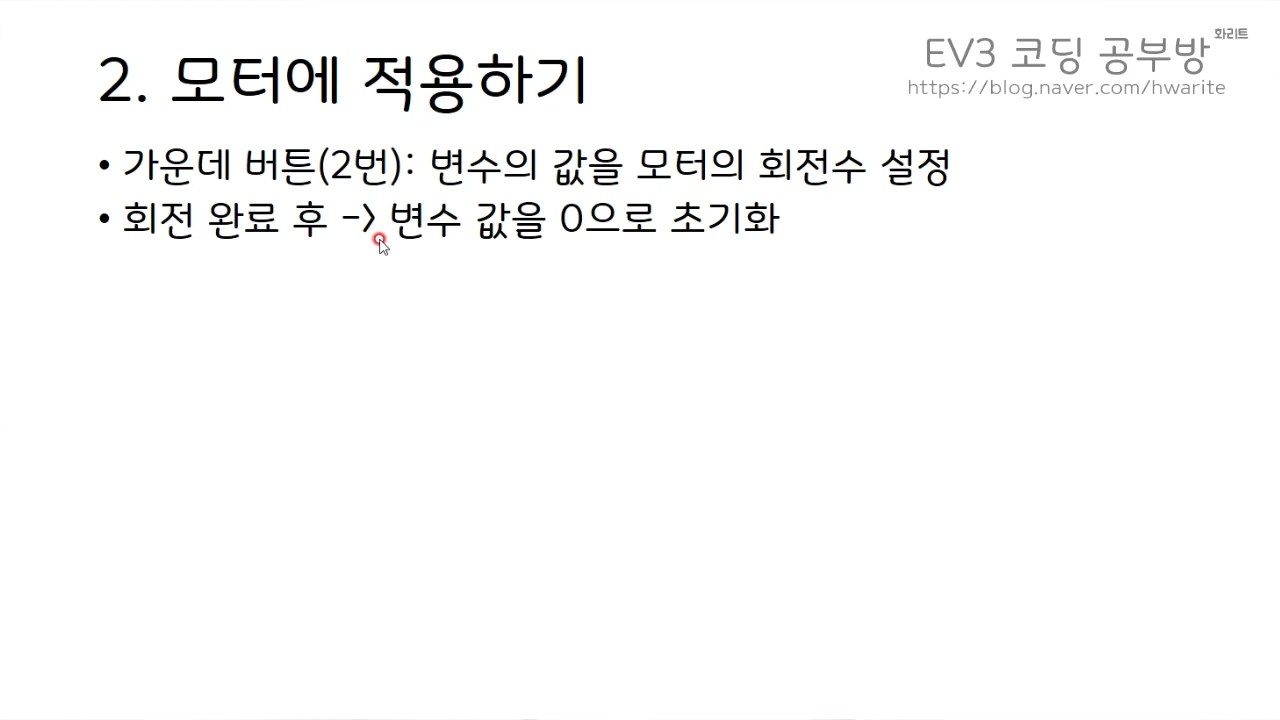 화리트
EV3 코딩 공부방
https://blog.naver.com/hwarite
2. 모터에 적용하기
• 가운데 버튼(2번): 변수의 값을 모터의 회전수 설정
• 회전 완료 후 -> 변수 값을 0으로 초기화